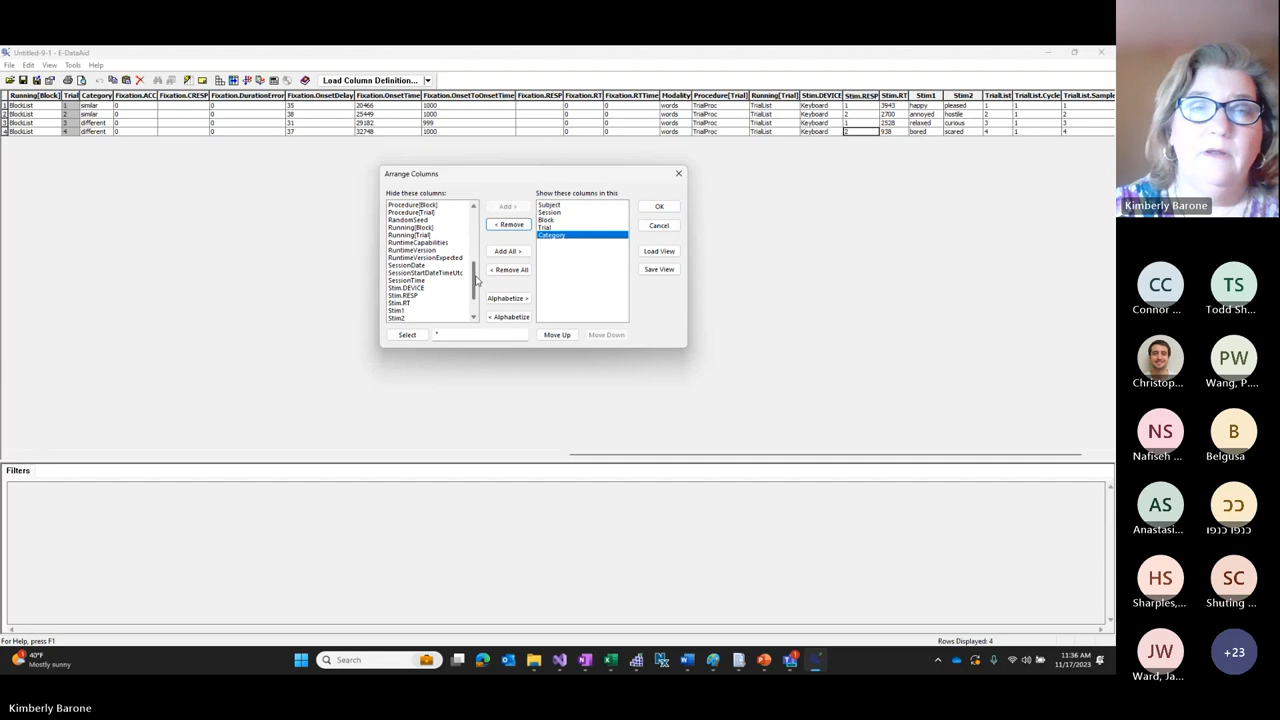 Untitled-9-1 - E-DataAid
File Edit View Tools Help
Load Column Definition...
Running[Block] Trial Category Fixation.ACC Fixation.CRESP Fixation.DurationError Fixation.OnsetDelay Fixation.OnsetTime Fixation.OnsetToOnsetTime Fixation.RESP Fixation.RT Fixation.RTTime Modality Procedure[Trial] Running[Trial] Stim.DEVICE Stim.RESP Stim.RT Stim1 Stim2 TrialList TrialList.Cycle TrialList.Sample
1 BlockList 1 similar 0 0 35 20466 1000 0 0 words TrialProc TrialList Keyboard 1 3943 happy pleased 1 1 1
2 BlockList 2 similar 0 0 38 25449 1000 0 0 words TrialProc TrialList Keyboard 2 2700 annoyed hostile 2 1 2
3 BlockList 3 different 0 0 31 29182 999 0 0 words TrialProc TrialList Keyboard 1 2528 relaxed curious 3 1 3
4 BlockList 4 different 0 0 37 32748 1000 0 0 words TrialProc TrialList Keyboard 2 938 bored scared 4 1 4
Arrange Columns
Hide these columns:
Procedure[Block]
Procedure[Trial]
RandomSeed
Running[Block]
Running[Trial]
RuntimeCapabilities
RuntimeVersion
RuntimeVersionExpected
SessionDate
SessionStartDateTimeUtc
SessionTime
Stim.DEVICE
Stim.RESP
Stim.RT
Stim1
Stim2
Select *
Add >
< Remove
Add All >
< Remove All
Alphabetize >
< Alphabetize
Show these columns in this
Subject
Session
Block
Trial
Category
Move Up Move Down
OK
Cancel
Load View
Save View
Filters
For Help, press F1
Rows Displayed: 4
40°F
Mostly sunny
Search
11:36 AM
11/17/2023
Kimberly Barone
Kimberly Barone
CC
Connor ...
TS
Todd Sh...
Christop...
PW
Wang, P....
NS
Nafiseh ...
B
Belgusa
AS
Anastasi...
ככ
כנפו כנפו
HS
Sharples,...
SC
Shuting ...
JW
Ward, Ja...
+23